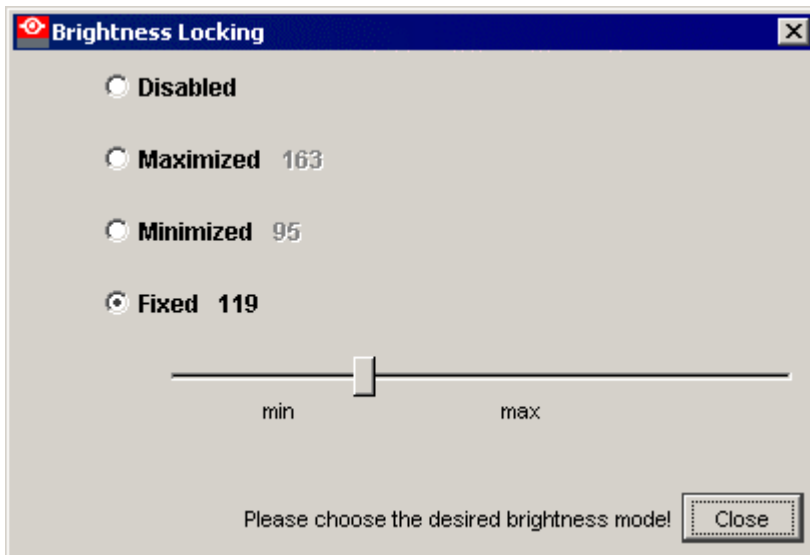 Brightness Locking
Disabled
Maximized 163
Minimized 95
Fixed 119
min max
Please choose the desired brightness mode! Close